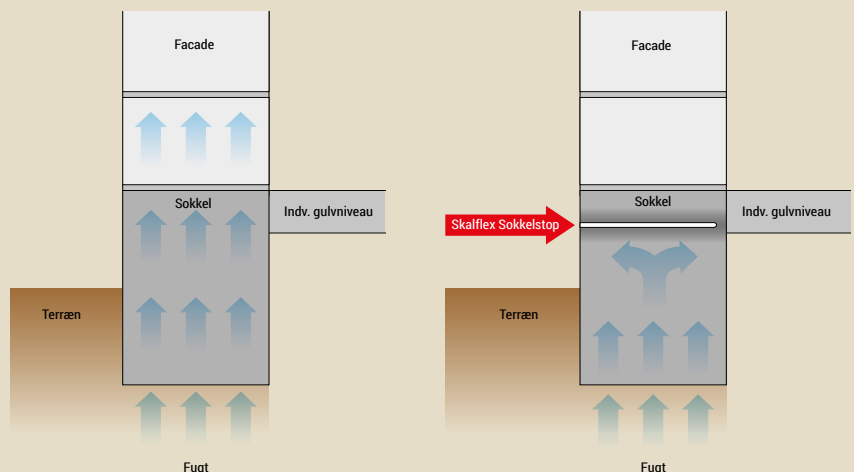 Facade
Sokkel
Indv. gulvniveau
Terræn
Fugt
Facade
Sokkel
Skalflex Sokkelstop
Indv. gulvniveau
Terræn
Fugt